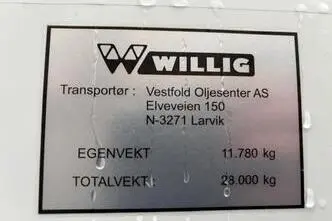 WILLIG
Transportør : Vestfold Oljesenter AS
Elveveien 150
N-3271 Larvik
EGENVEKT 11.780 kg
TOTALVEKT : 28.000 kg